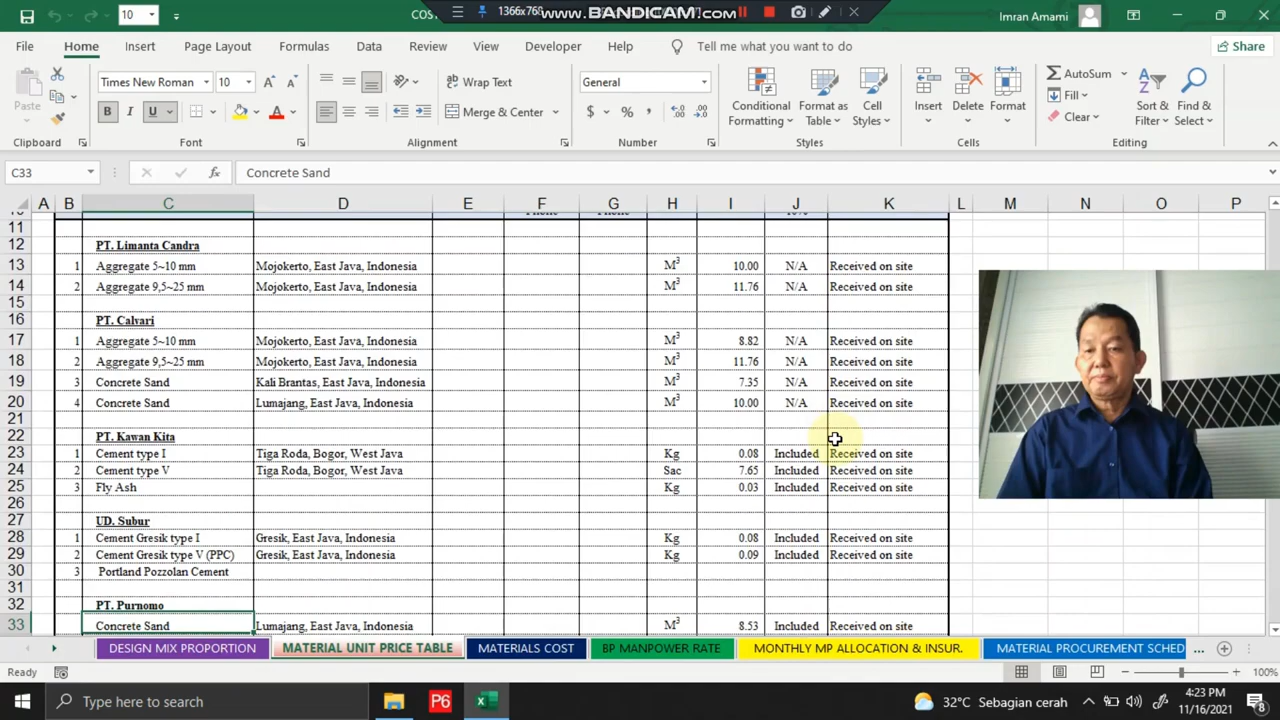 10
COS
1366x768
www.BANDICAM.com
Imran Amami
File Home Insert Page Layout Formulas Data Review View Developer Help Tell me what you want to do Share
Paste
Times New Roman 10
B I U
Wrap Text
Merge & Center
General
$ % ,
Conditional Formatting
Format as Table
Cell Styles
Insert Delete Format
AutoSum
Fill
Clear
Sort & Filter
Find & Select
Clipboard Font Alignment Number Styles Cells Editing
C33 fx Concrete Sand
A B C D E F G H I J K L M N O P
11
12 PT. Limanta Candra
13 1 Aggregate 5~10 mm Mojokerto, East Java, Indonesia M³ 10.00 N/A Received on site
14 2 Aggregate 9,5~25 mm Mojokerto, East Java, Indonesia M³ 11.76 N/A Received on site
15
16 PT. Calvari
17 1 Aggregate 5~10 mm Mojokerto, East Java, Indonesia M³ 8.82 N/A Received on site
18 2 Aggregate 9,5~25 mm Mojokerto, East Java, Indonesia M³ 11.76 N/A Received on site
19 3 Concrete Sand Kali Brantas, East Java, Indonesia M³ 7.35 N/A Received on site
20 4 Concrete Sand Lumajang, East Java, Indonesia M³ 10.00 N/A Received on site
21
22 PT. Kawan Kita
23 1 Cement type I Tiga Roda, Bogor, West Java Kg 0.08 Included Received on site
24 2 Cement type V Tiga Roda, Bogor, West Java Sac 7.65 Included Received on site
25 3 Fly Ash Kg 0.03 Included Received on site
26
27 UD. Subur
28 1 Cement Gresik type I Gresik, East Java, Indonesia Kg 0.08 Included Received on site
29 2 Cement Gresik type V (PPC) Gresik, East Java, Indonesia Kg 0.09 Included Received on site
30 3 Portland Pozzolan Cement
31
32 PT. Purnomo
33 Concrete Sand Lumajang, East Java, Indonesia M³ 8.53 Included Received on site
DESIGN MIX PROPORTION MATERIAL UNIT PRICE TABLE MATERIALS COST BP MANPOWER RATE MONTHLY MP ALLOCATION & INSUR. MATERIAL PROCUREMENT SCHED ...
Ready 100%
Type here to search P6 32°C Sebagian cerah 4:23 PM
11/16/2021 8